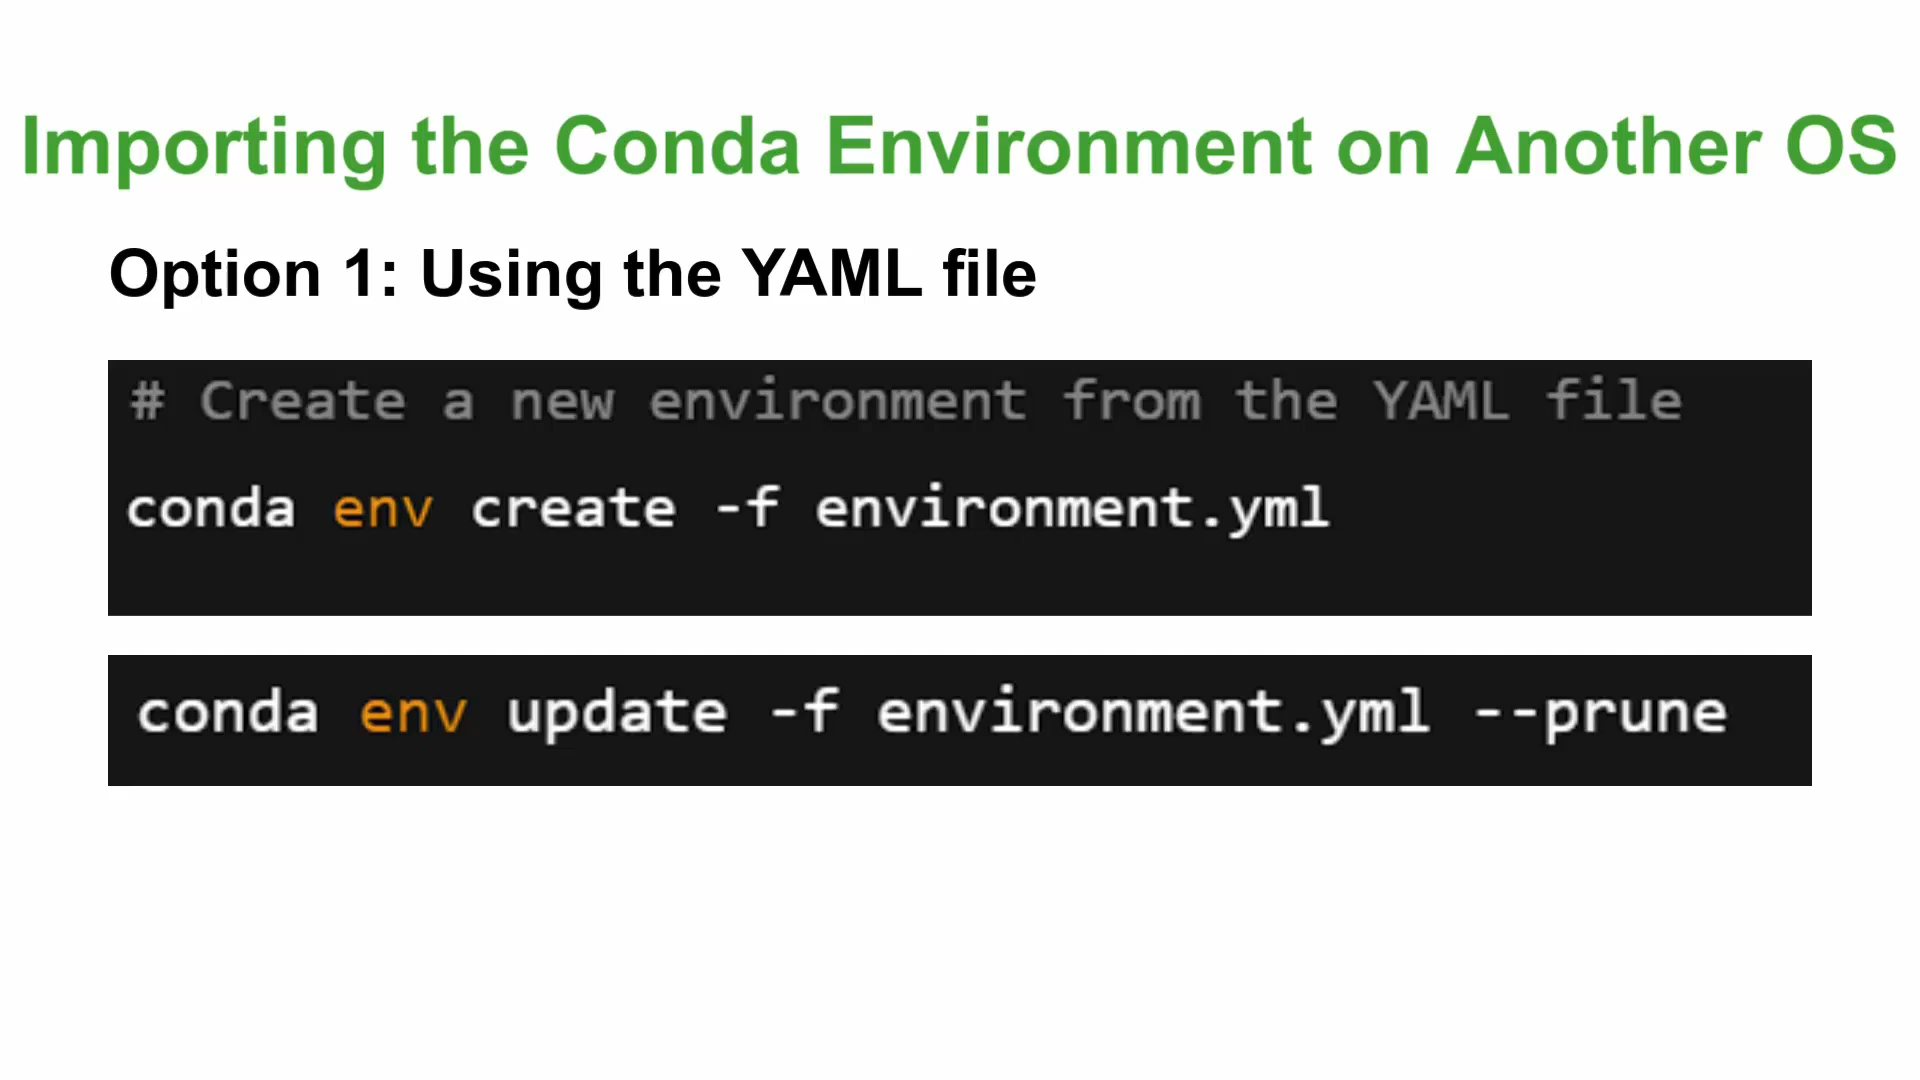 Importing the Conda Environment on Another OS
Option 1: Using the YAML file
# Create a new environment from the YAML file
conda env create -f environment.yml
conda env update -f environment.yml --prune